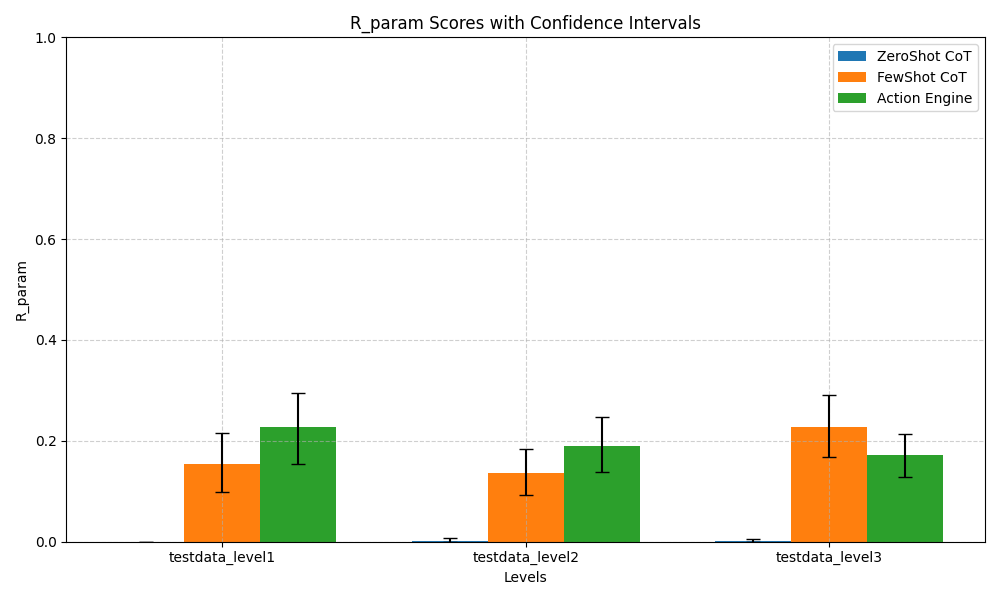 R_param Scores with Confidence Intervals
1.0
0.8
0.6
0.4
0.2
0.0
R_param
ZeroShot CoT
FewShot CoT
Action Engine
testdata_level1
testdata_level2
testdata_level3
Levels